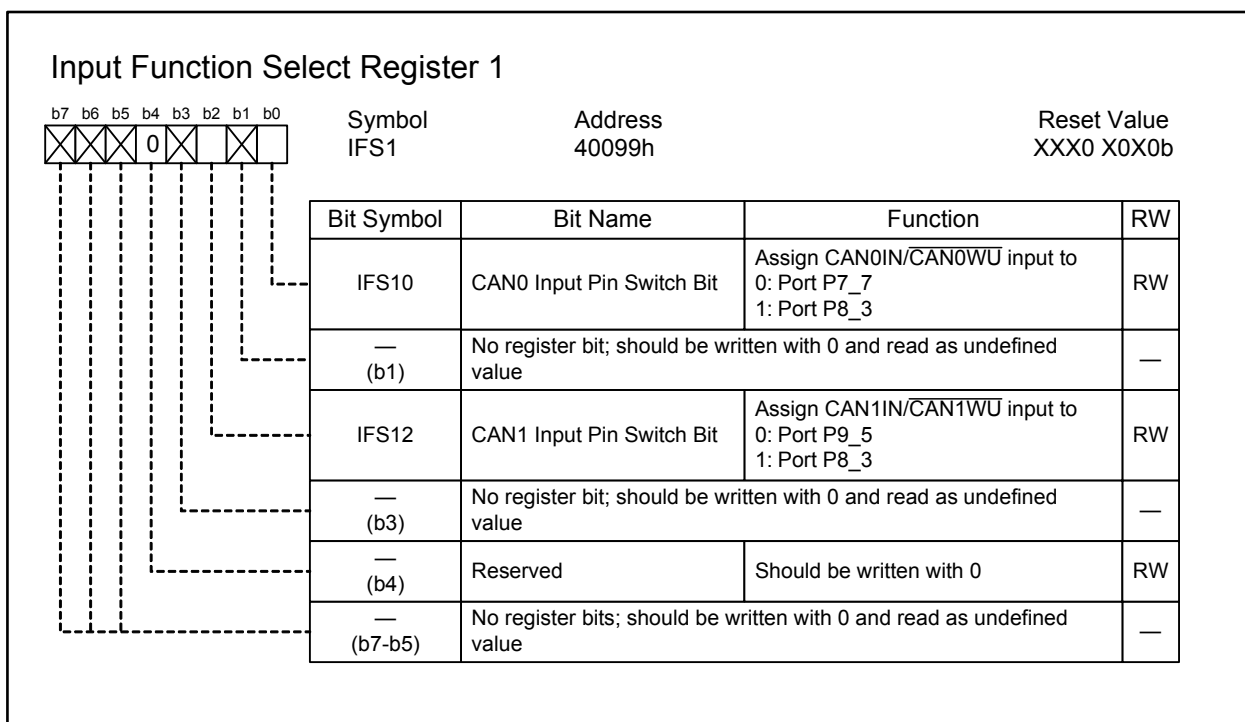 Input Function Select Register 1
b7 b6 b5 b4 b3 b2 b1 b0
0
Symbol Address Reset Value
IFS1 40099h XXX0 X0X0b
Bit Symbol Bit Name Function RW
IFS10 CAN0 Input Pin Switch Bit Assign CAN0IN/C̅A̅N̅0̅W̅U̅ input to
0: Port P7_7
1: Port P8_3 RW
—
(b1) No register bit; should be written with 0 and read as undefined
value —
IFS12 CAN1 Input Pin Switch Bit Assign CAN1IN/C̅A̅N̅1̅W̅U̅ input to
0: Port P9_5
1: Port P8_3 RW
—
(b3) No register bit; should be written with 0 and read as undefined
value —
—
(b4) Reserved Should be written with 0 RW
—
(b7-b5) No register bits; should be written with 0 and read as undefined
value —